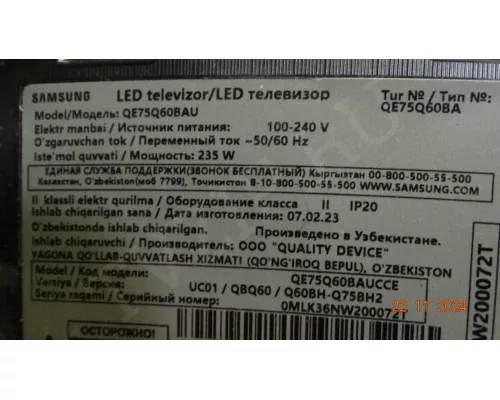 SAMSUNG LED televizor/LED телевизор Tur № / Тип №:
Model/Модель: QE75Q60BAU QE75Q60BA
Elektr manbai / Источник питания: 100-240 V
O'zgaruvchan tok / Переменный ток ~50/60 Hz
Iste'mol quvvati / Мощность: 235 W
ЕДИНАЯ СЛУЖБА ПОДДЕРЖКИ(ЗВОНОК БЕСПЛАТНЫЙ) Кыргызстан 00-800-500-55-500
Казахстан, O'zbekiston(моб 7799), Точикистон 8-10-800-500-55-500 WWW.SAMSUNG.COM
II klassli elektr qurilma / Оборудование класса II IP20
Ishlab chiqarilgan sana / Дата изготовления: 07.02.23
O'zbekistonda ishlab chiqarilgan. Произведено в Узбекистане.
Ishlab chiqaruvchi / Производитель: ООО "QUALITY DEVICE"
YAGONA QO'LLAB-QUVVATLASH XIZMATI (QO'NG'IROQ BEPUL), O'ZBEKISTON
Model / Код модели: QE75Q60BAUCCE
Versiya / Версия: UC01 / QBQ60 / Q60BH-Q75BH2
Seriya raqami / Серийный номер: 0MLK36NW200072T
ОСТОРОЖНО!
11 2024
W200072T